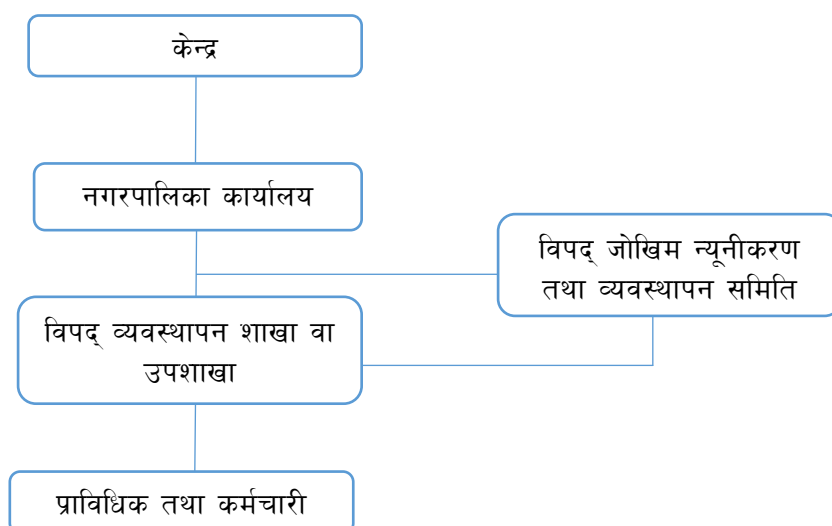 केन्द्र
नगरपालिका कार्यालय
विपद् जोखिम न्यूनीकरण
तथा व्यवस्थापन समिति
विपद् व्यवस्थापन शाखा वा
उपशाखा
प्राविधिक तथा कर्मचारी